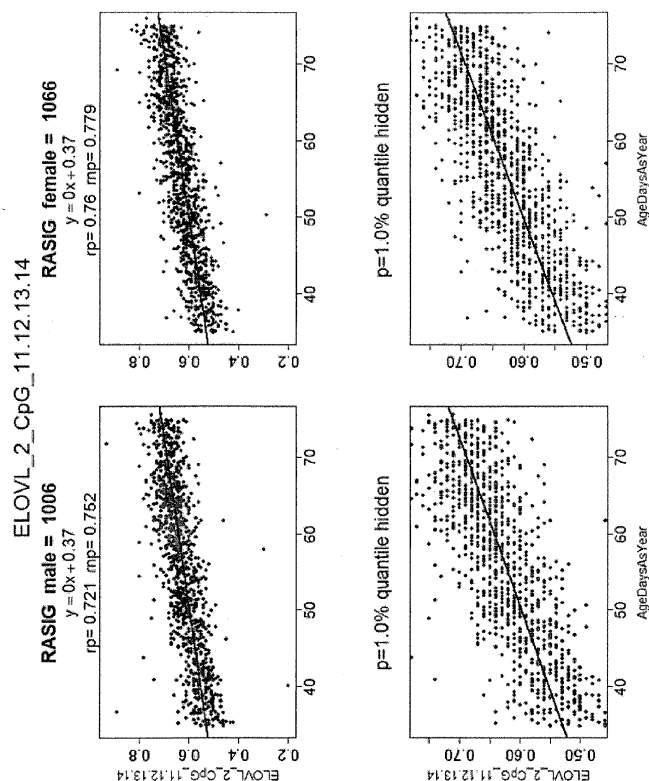 ELOVL_2_CpG_11.12.13.14
RASIG male = 1006
y = 0x+0.37
rp= 0.721 mp= 0.752
ELOVL_2_CpG_11.12.13.14
0.2 0.4 0.6 0.8
40 50 60 70
RASIG female = 1066
y = 0x+0.37
rp= 0.76 mp= 0.779
0.2 0.4 0.6 0.8
40 50 60 70
p=1.0% quantile hidden
ELOVL_2_CpG_11.12.13.14
0.50 0.60 0.70
40 50 60 70
AgeDaysAsYear
p=1.0% quantile hidden
0.50 0.60 0.70
40 50 60 70
AgeDaysAsYear